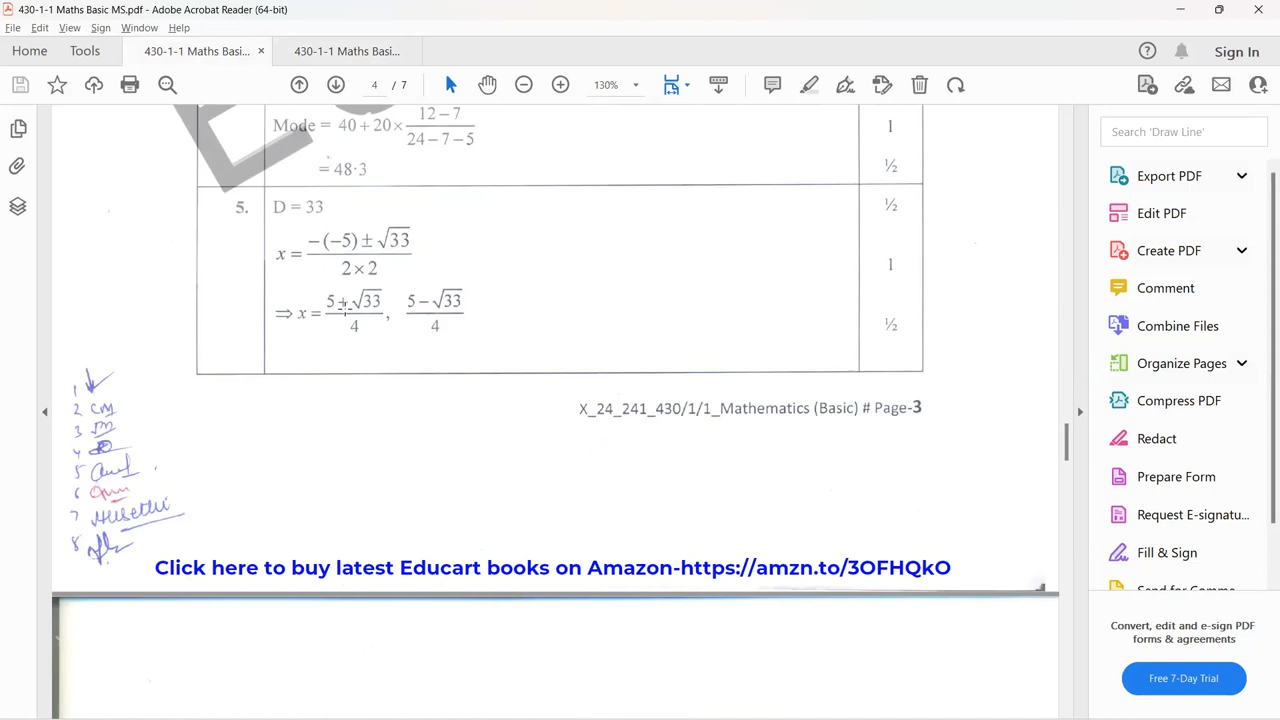 430-1-1 Maths Basic MS.pdf - Adobe Acrobat Reader (64-bit)
File Edit View Sign Window Help
Home Tools 430-1-1 Maths Basi... × 430-1-1 Maths Basi... Sign In
4 / 7 130%
Mode = 40 + 20 × (12 − 7)/(24 − 7 − 5) 1
= 48·3 ½
5. D = 33 ½
x = (−(−5) ± √33)/(2 × 2) 1
⇒ x = (5 + √33)/4 , (5 − √33)/4 ½
X_24_241_430/1/1_Mathematics (Basic) # Page-3
1
2
3
4
5
6
7
8
Click here to buy latest Educart books on Amazon-https://amzn.to/3OFHQkO
Search 'Draw Line'
Export PDF
Edit PDF
Create PDF
Comment
Combine Files
Organize Pages
Compress PDF
Redact
Prepare Form
Request E-signatu...
Fill & Sign
Convert, edit and e-sign PDF
forms & agreements
Free 7-Day Trial